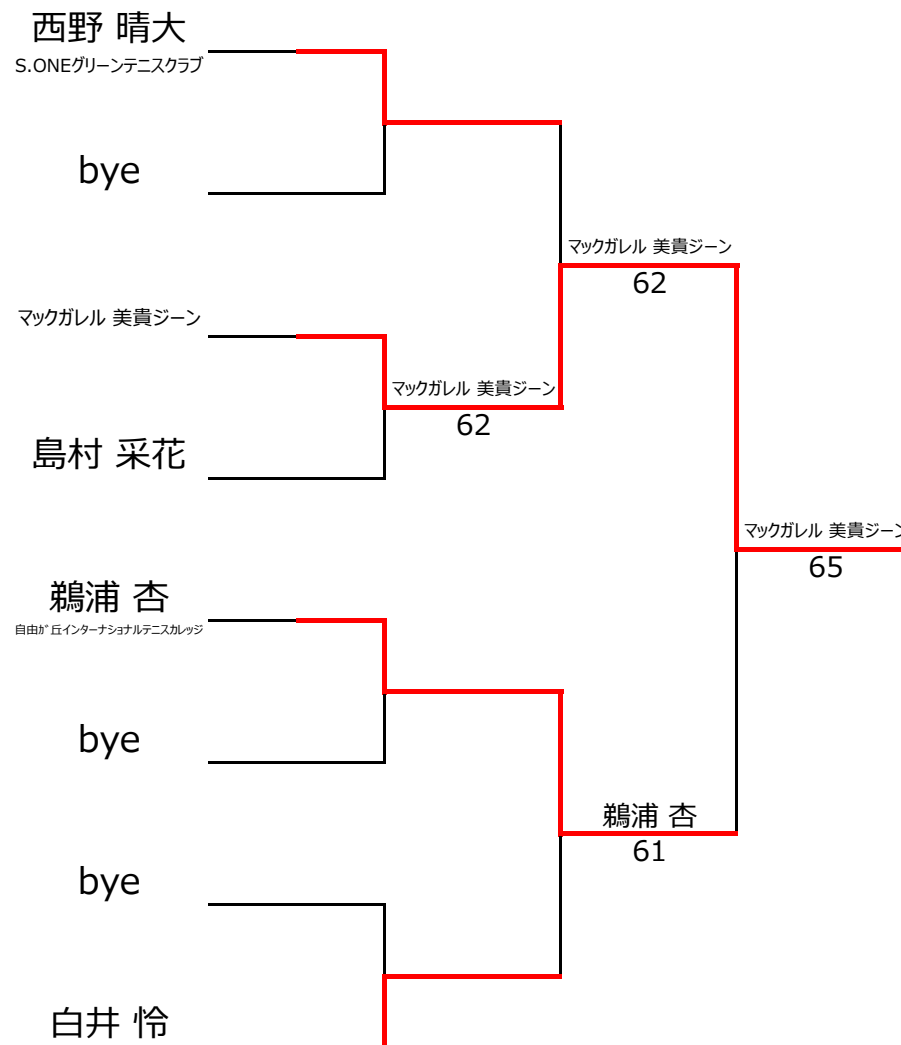 西野 晴大
S.ONEグリーンテニスクラブ
bye
マックガレル 美貴ジーン
62
マックガレル 美貴ジーン
マックガレル 美貴ジーン
62
島村 采花
マックガレル 美貴ジーン
65
鵜浦 杏
自由が丘インターナショナルテニスカレッジ
bye
鵜浦 杏
61
bye
白井 怜